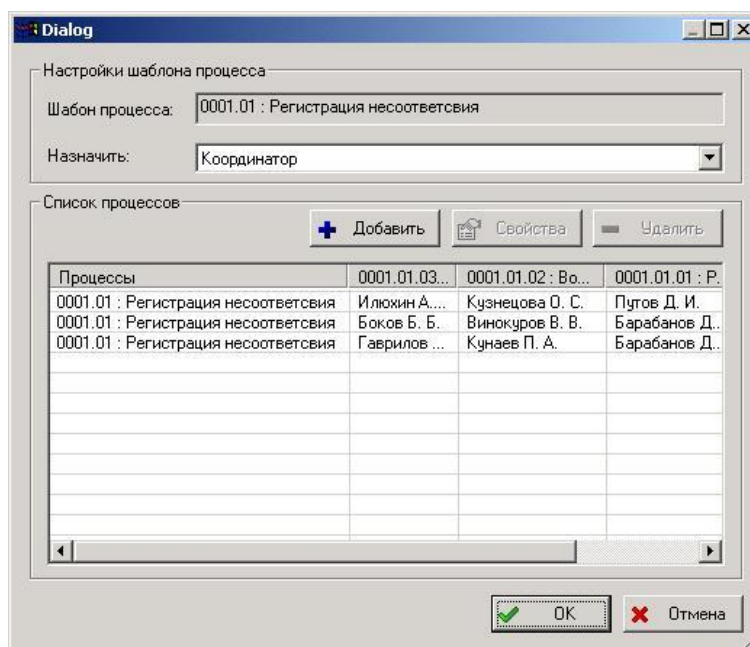 Dialog
Настройки шаблона процесса
Шабон процесса: 0001.01 : Регистрация несоответсвия
Назначить: Координатор
Список процессов
Добавить Свойства Удалить
Процессы 0001.01.03... 0001.01.02 : Во... 0001.01.01 : Р.
0001.01 : Регистрация несоответсвия Илюхин А.... Кузнецова О. С. Путов Д. И.
0001.01 : Регистрация несоответсвия Боков Б. Б. Винокуров В. В. Барабанов Д..
0001.01 : Регистрация несоответсвия Гаврилов ... Кунаев П. А. Барабанов Д..
OK Отмена